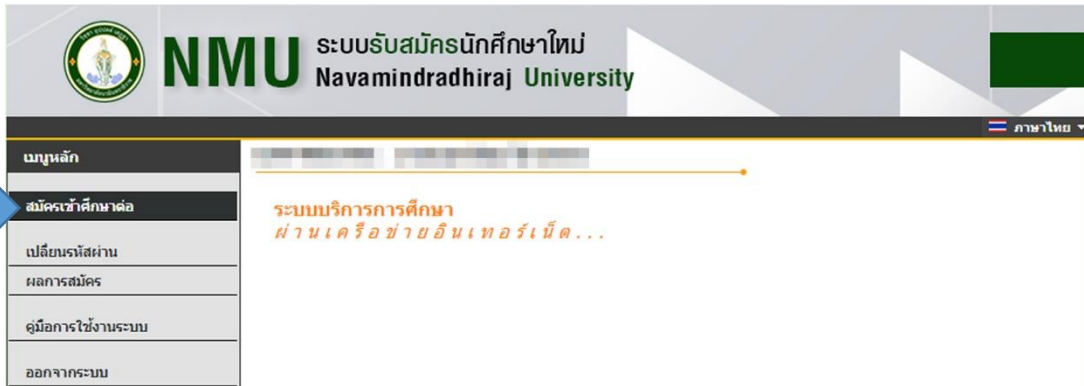 NMU
ระบบรับสมัครนักศึกษาใหม่
Navamindradhiraj University
ภาษาไทย
เมนูหลัก
สมัครเข้าศึกษาต่อ
เปลี่ยนรหัสผ่าน
ผลการสมัคร
คู่มือการใช้งานระบบ
ออกจากระบบ
ระบบบริการการศึกษา
ผ่านเครือข่ายอินเทอร์เน็ต...